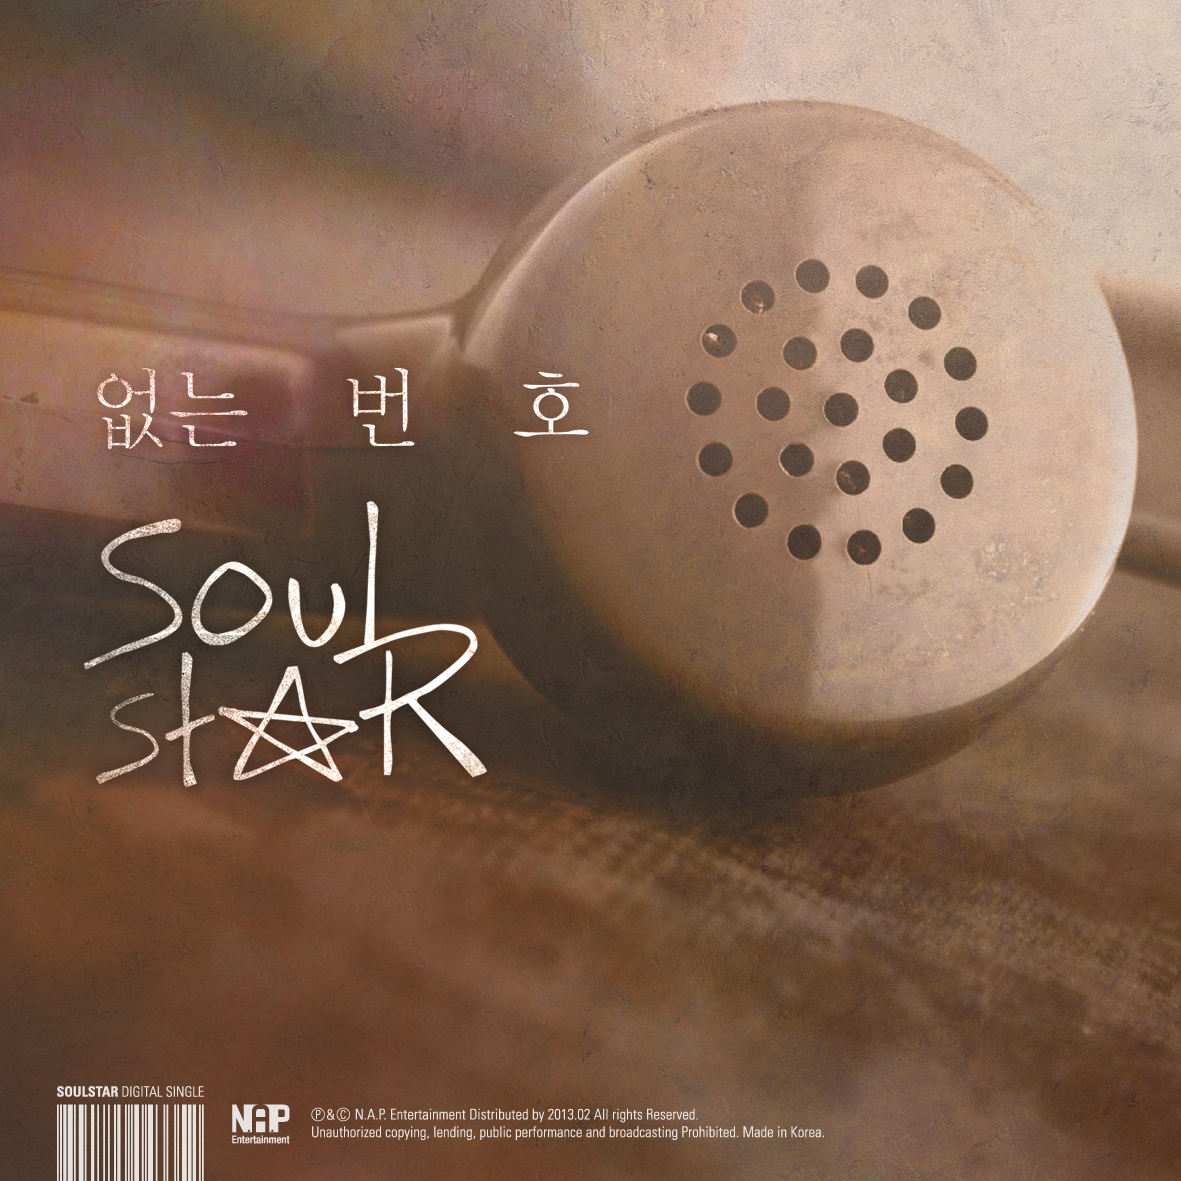 없는 번 호
Soul
stAR
SOULSTAR DIGITAL SINGLE
N.A.P
Entertainment
Ⓟ&Ⓒ N.A.P. Entertainment Distributed by 2013.02 All rights Reserved.
Unauthorized copying, lending, public performance and broadcasting Prohibited. Made in Korea.